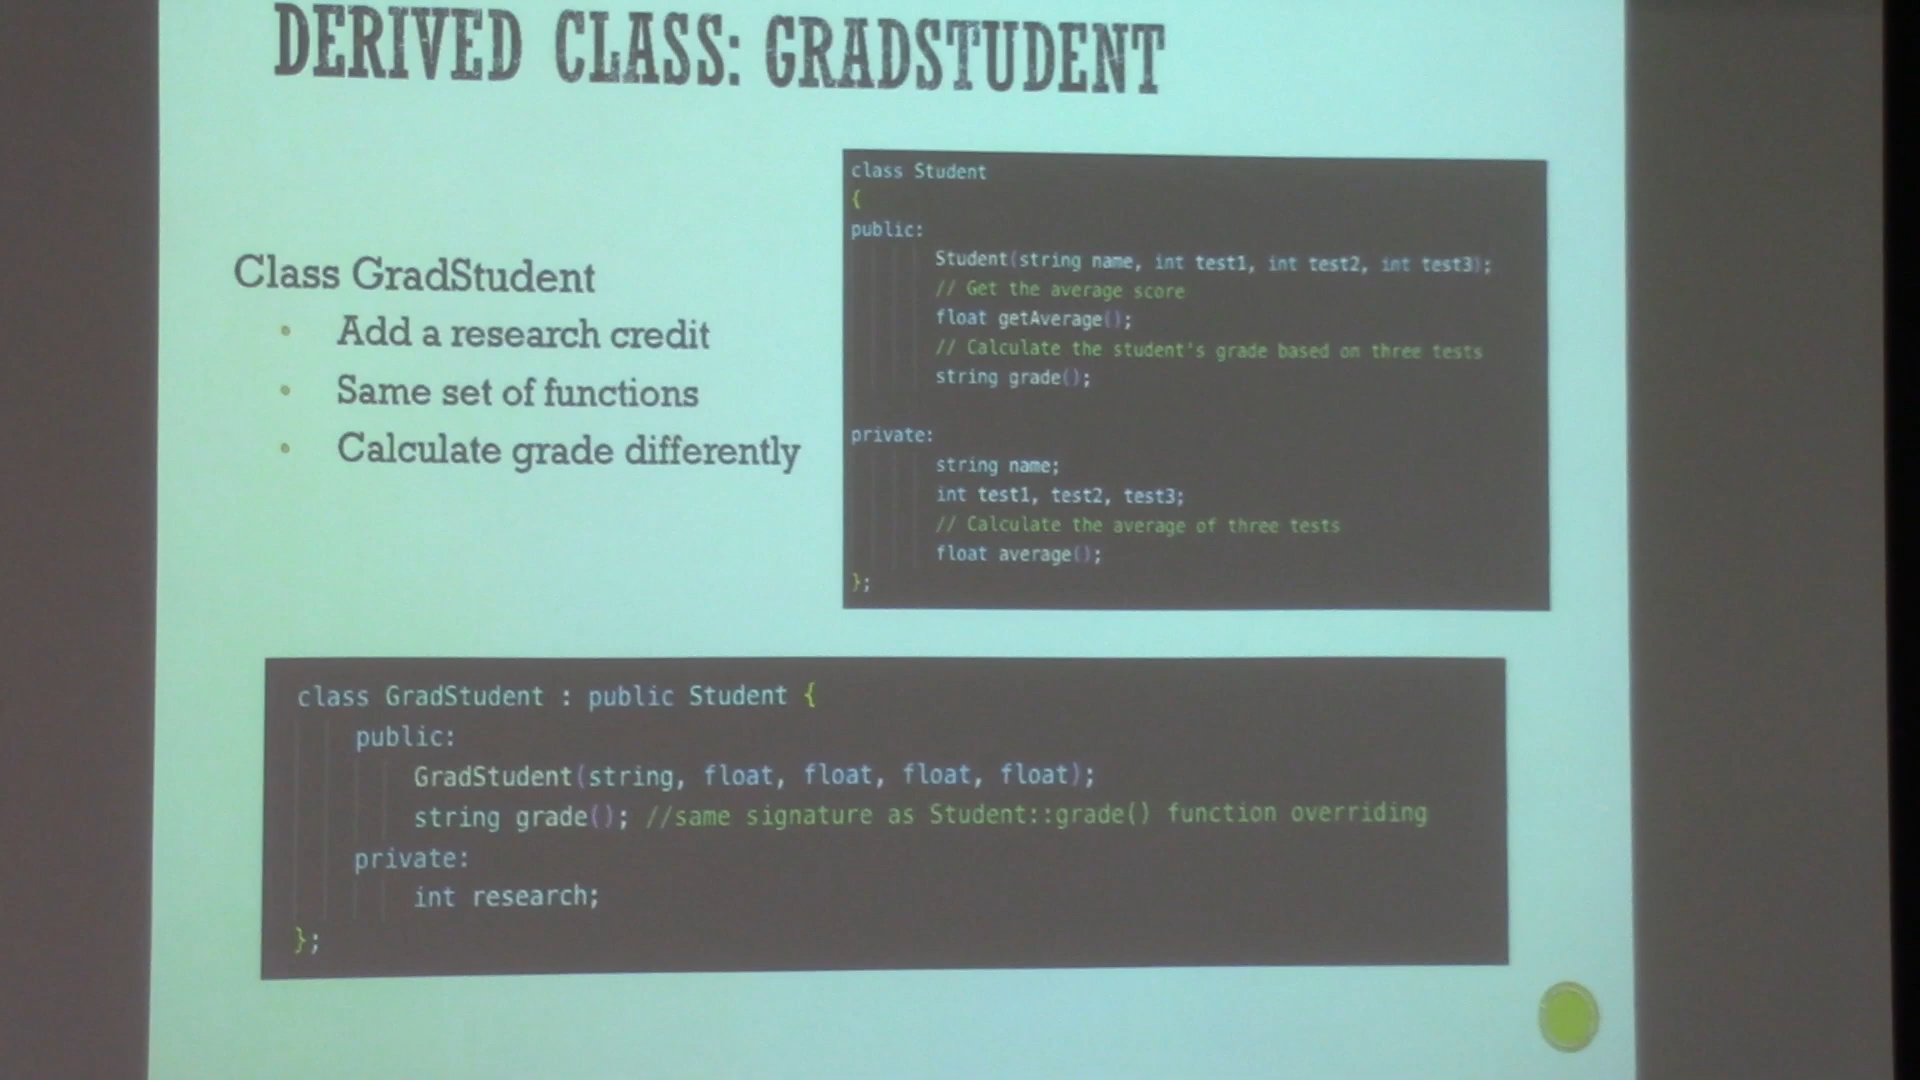 DERIVED CLASS: GRADSTUDENT
Class GradStudent
• Add a research credit
• Same set of functions
• Calculate grade differently
class Student
{
public:
Student(string name, int test1, int test2, int test3);
// Get the average score
float getAverage();
// Calculate the student's grade based on three tests
string grade();
private:
string name;
int test1, test2, test3;
// Calculate the average of three tests
float average();
};
class GradStudent : public Student {
public:
GradStudent(string, float, float, float, float);
string grade(); //same signature as Student::grade() function overriding
private:
int research;
};